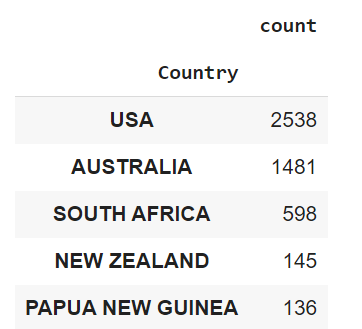 count
Country
USA 2538
AUSTRALIA 1481
SOUTH AFRICA 598
NEW ZEALAND 145
PAPUA NEW GUINEA 136